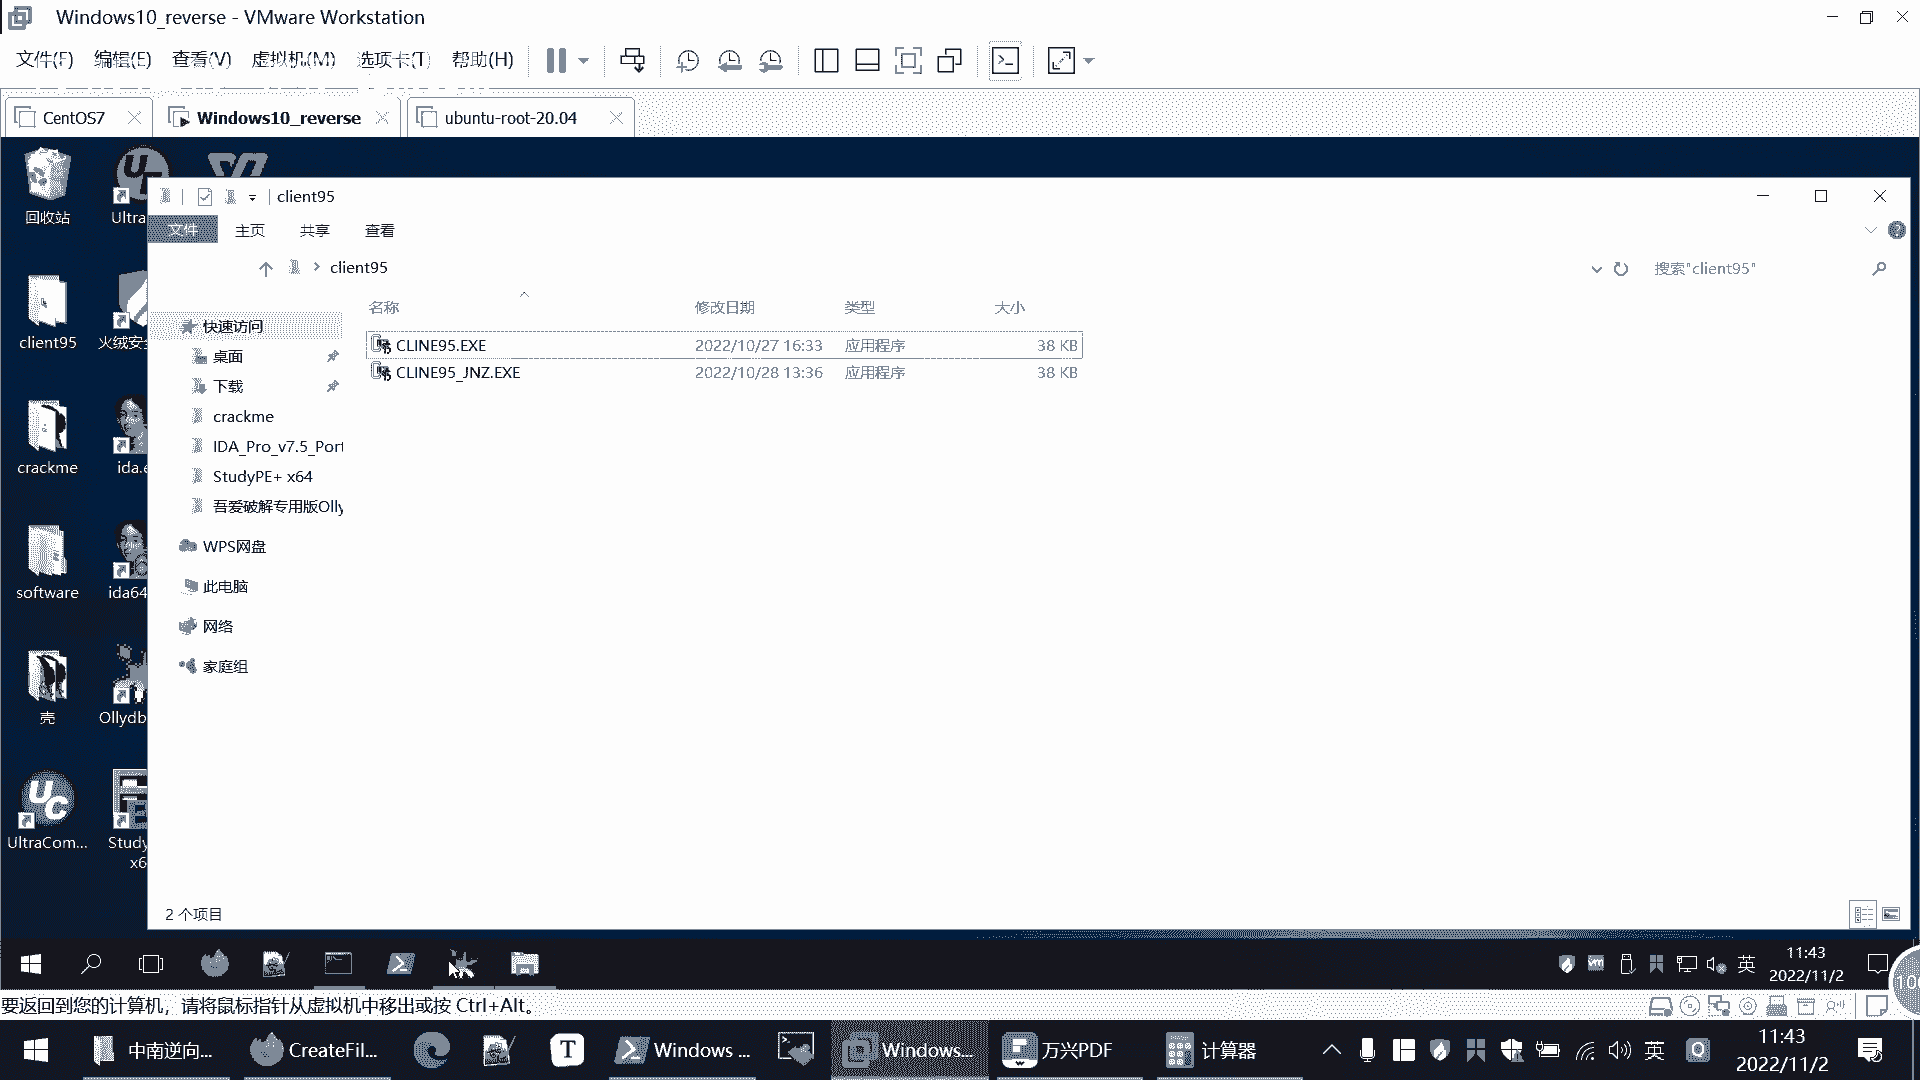 Windows10_reverse - VMware Workstation
文件(F) 编辑(E) 查看(V) 虚拟机(M) 选项卡(T) 帮助(H)
CentOS7 Windows10_reverse ubuntu-root-20.04
回收站
Ultra
client95
文件 主页 共享 查看
client95
搜索"client95"
名称 修改日期 类型 大小
CLINE95.EXE 2022/10/27 16:33 应用程序 38 KB
CLINE95_JNZ.EXE 2022/10/28 13:36 应用程序 38 KB
快速访问
桌面
下载
crackme
IDA_Pro_v7.5_Port
StudyPE+ x64
吾爱破解专用版Olly
WPS网盘
此电脑
网络
家庭组
client95
火绒安全
crackme
ida.e
software
ida64
壳
Ollydb
UltraCom...
Study
x6
2 个项目
英
11:43
2022/11/2
要返回到您的计算机，请将鼠标指针从虚拟机中移出或按 Ctrl+Alt。
中南逆向... CreateFil... Windows ... Windows... 万兴PDF 计算器
英
11:43
2022/11/2